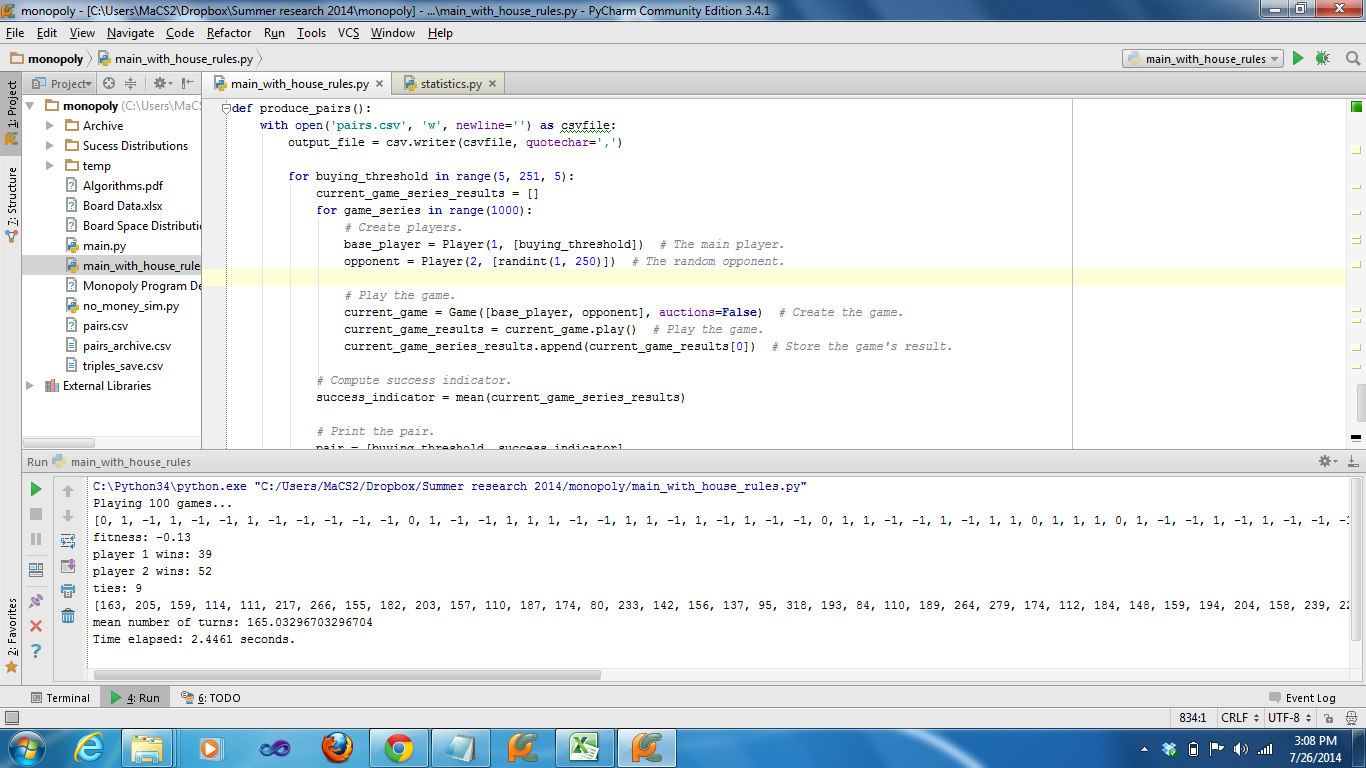 monopoly - [C:\Users\MaCS2\Dropbox\Summer research 2014\monopoly] - ...\main_with_house_rules.py - PyCharm Community Edition 3.4.1
File Edit View Navigate Code Refactor Run Tools VCS Window Help
monopoly main_with_house_rules.py main_with_house_rules
1: Project
7: Structure
2: Favorites
Project
monopoly (C:\Users\MaCS
Archive
Sucess Distributions
temp
Algorithms.pdf
Board Data.xlsx
Board Space Distributi
main.py
main_with_house_rules
Monopoly Program De
no_money_sim.py
pairs.csv
pairs_archive.csv
triples_save.csv
External Libraries
main_with_house_rules.py statistics.py
def produce_pairs():
with open('pairs.csv', 'w', newline='') as csvfile:
output_file = csv.writer(csvfile, quotechar=',')
for buying_threshold in range(5, 251, 5):
current_game_series_results = []
for game_series in range(1000):
# Create players.
base_player = Player(1, [buying_threshold])  # The main player.
opponent = Player(2, [randint(1, 250)])  # The random opponent.
# Play the game.
current_game = Game([base_player, opponent], auctions=False)  # Create the game.
current_game_results = current_game.play()  # Play the game.
current_game_series_results.append(current_game_results[0])  # Store the game's result.
# Compute success indicator.
success_indicator = mean(current_game_series_results)
# Print the pair.
pair = [buying_threshold, success_indicator]
Run main_with_house_rules
C:\Python34\python.exe "C:/Users/MaCS2/Dropbox/Summer research 2014/monopoly/main_with_house_rules.py"
Playing 100 games...
[0, 1, -1, 1, -1, -1, 1, -1, -1, -1, -1, -1, 0, 1, -1, -1, 1, 1, 1, -1, -1, 1, 1, -1, 1, -1, 1, -1, -1, 0, 1, 1, -1, -1, 1, -1, 1, 1, 0, 1, 1, 1, 0, 1, -1, -1, 1, -1, 1, -1, -1, -1
fitness: -0.13
player 1 wins: 39
player 2 wins: 52
ties: 9
[163, 205, 159, 114, 111, 217, 266, 155, 182, 203, 157, 110, 187, 174, 80, 233, 142, 156, 137, 95, 318, 193, 84, 110, 189, 264, 279, 174, 112, 184, 148, 159, 194, 204, 158, 239, 22
mean number of turns: 165.03296703296704
Time elapsed: 2.4461 seconds.
Terminal 4: Run 6: TODO Event Log
834:1 CRLF UTF-8
3:08 PM
7/26/2014